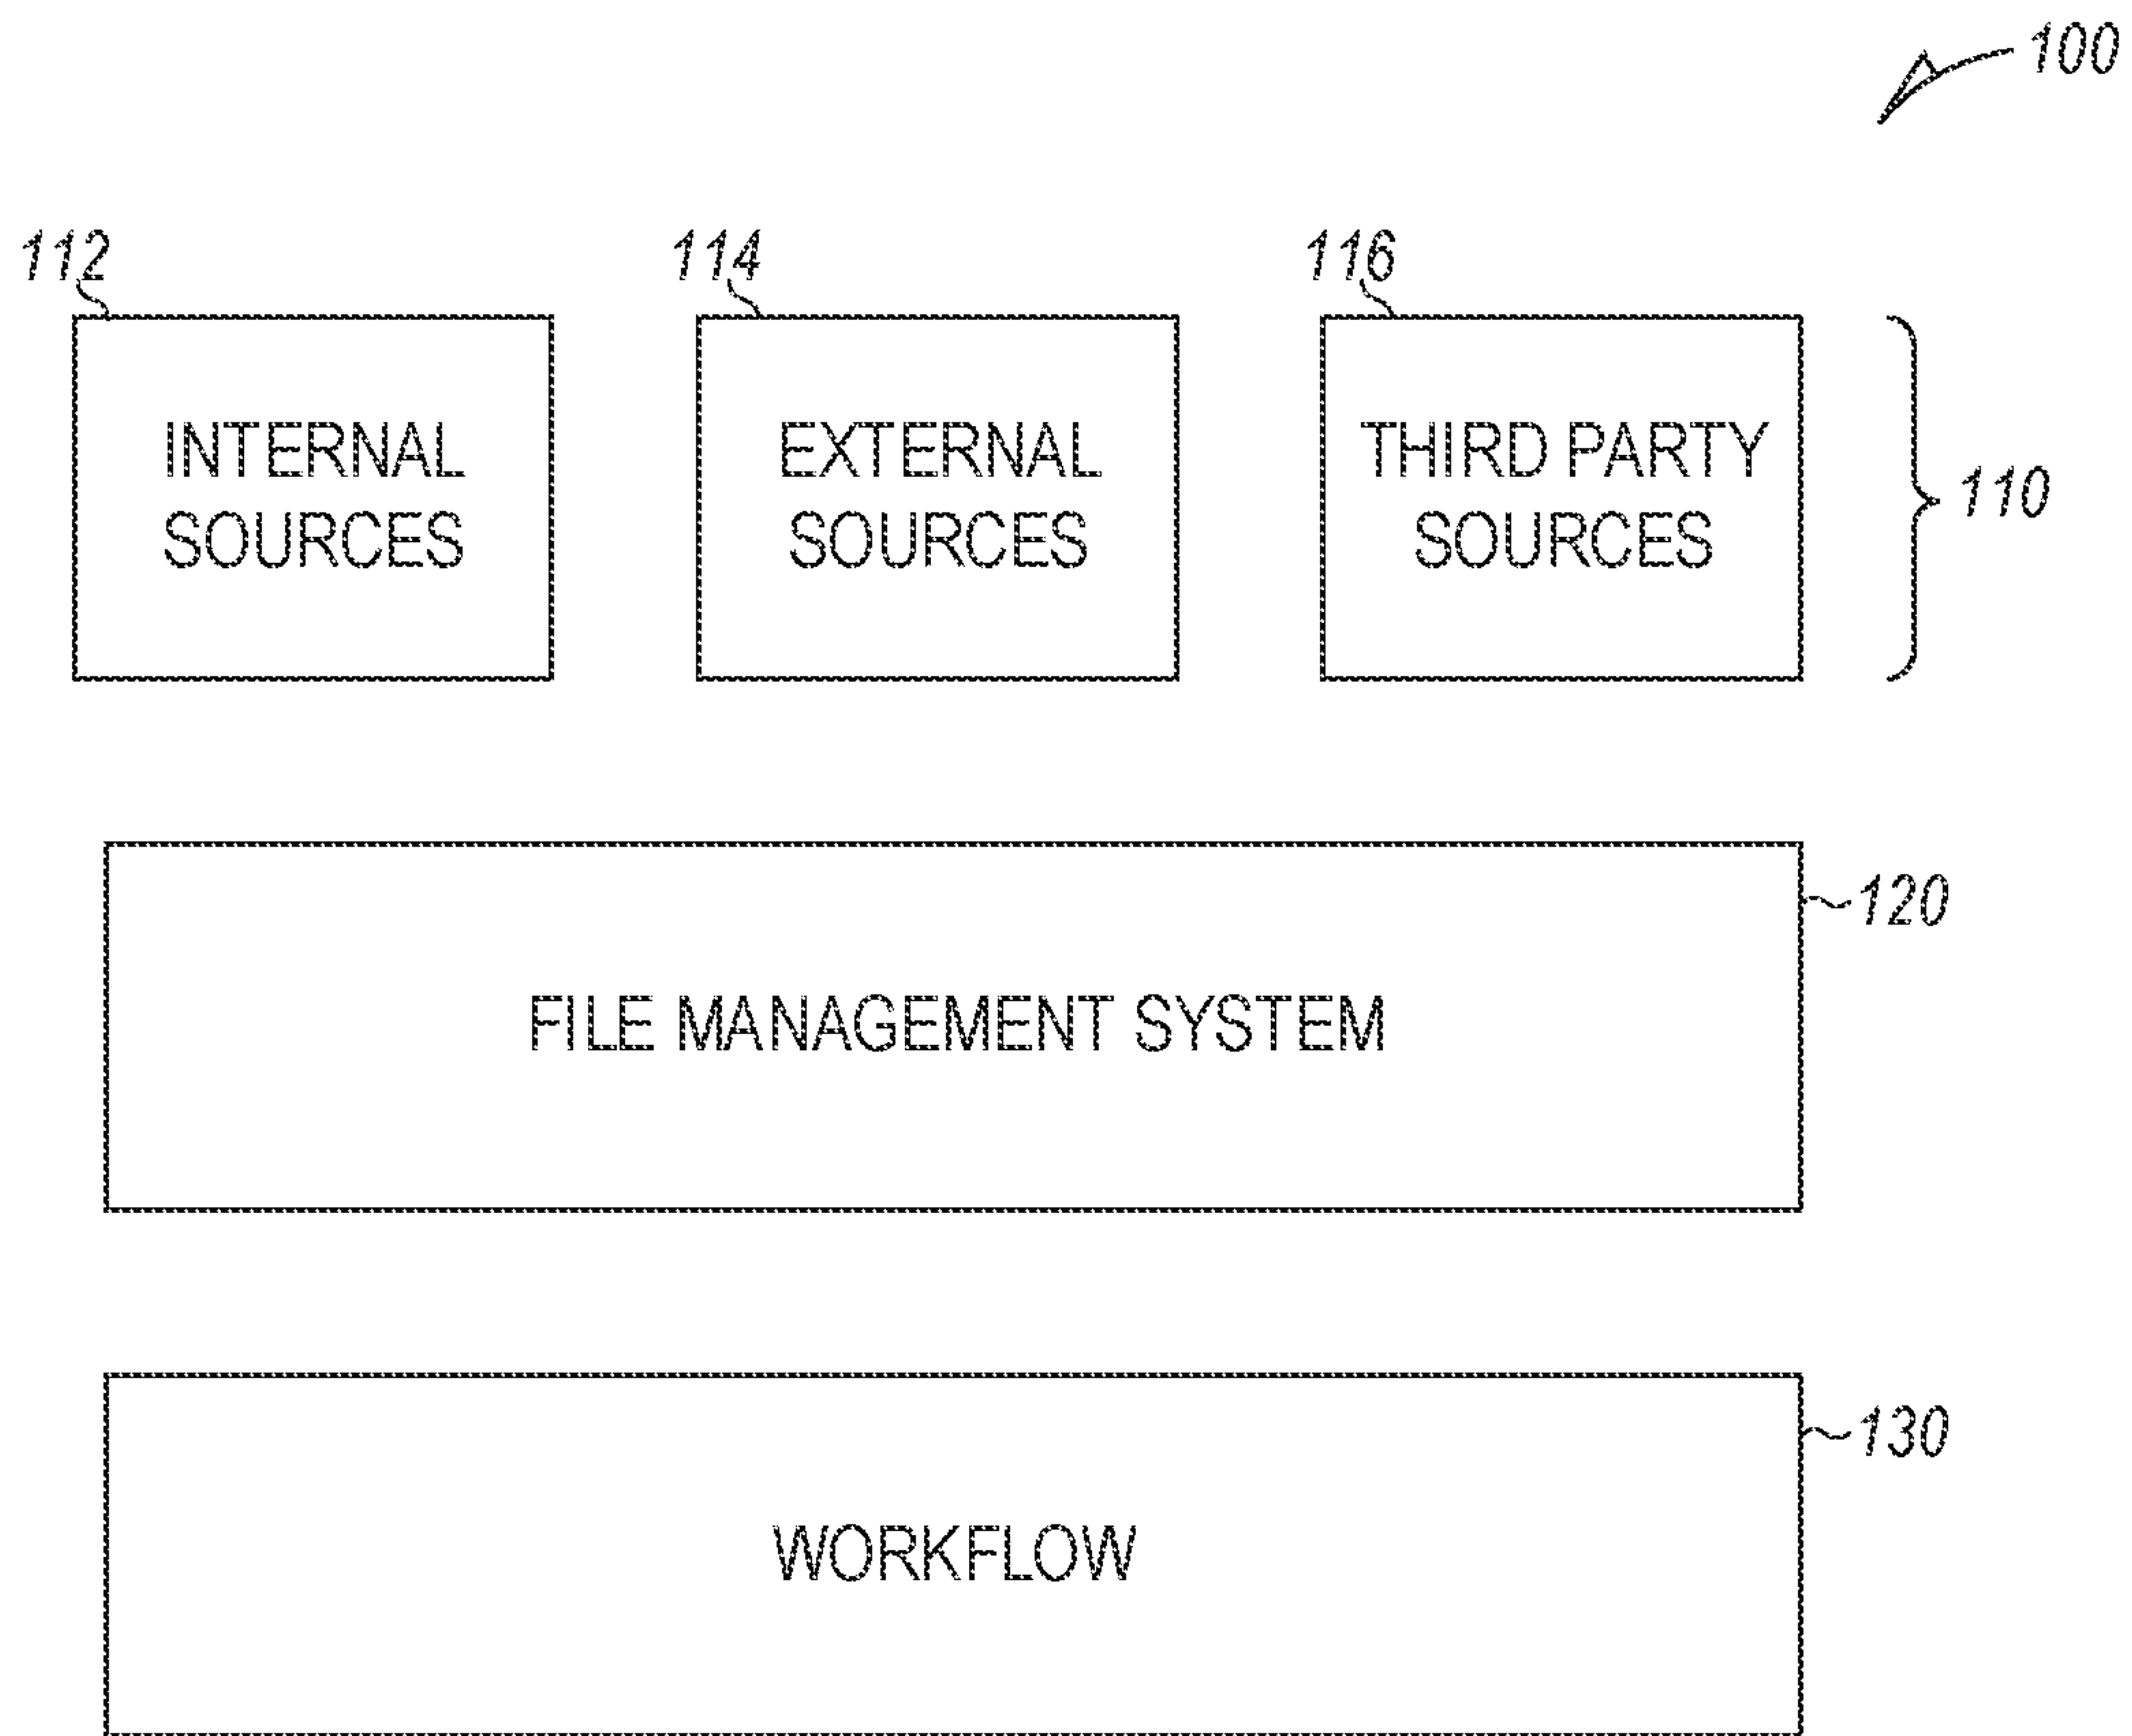 100
112
114
116
INTERNAL
SOURCES
EXTERNAL
SOURCES
THIRD PARTY
SOURCES
110
120
FILE MANAGEMENT SYSTEM
130
WORKFLOW